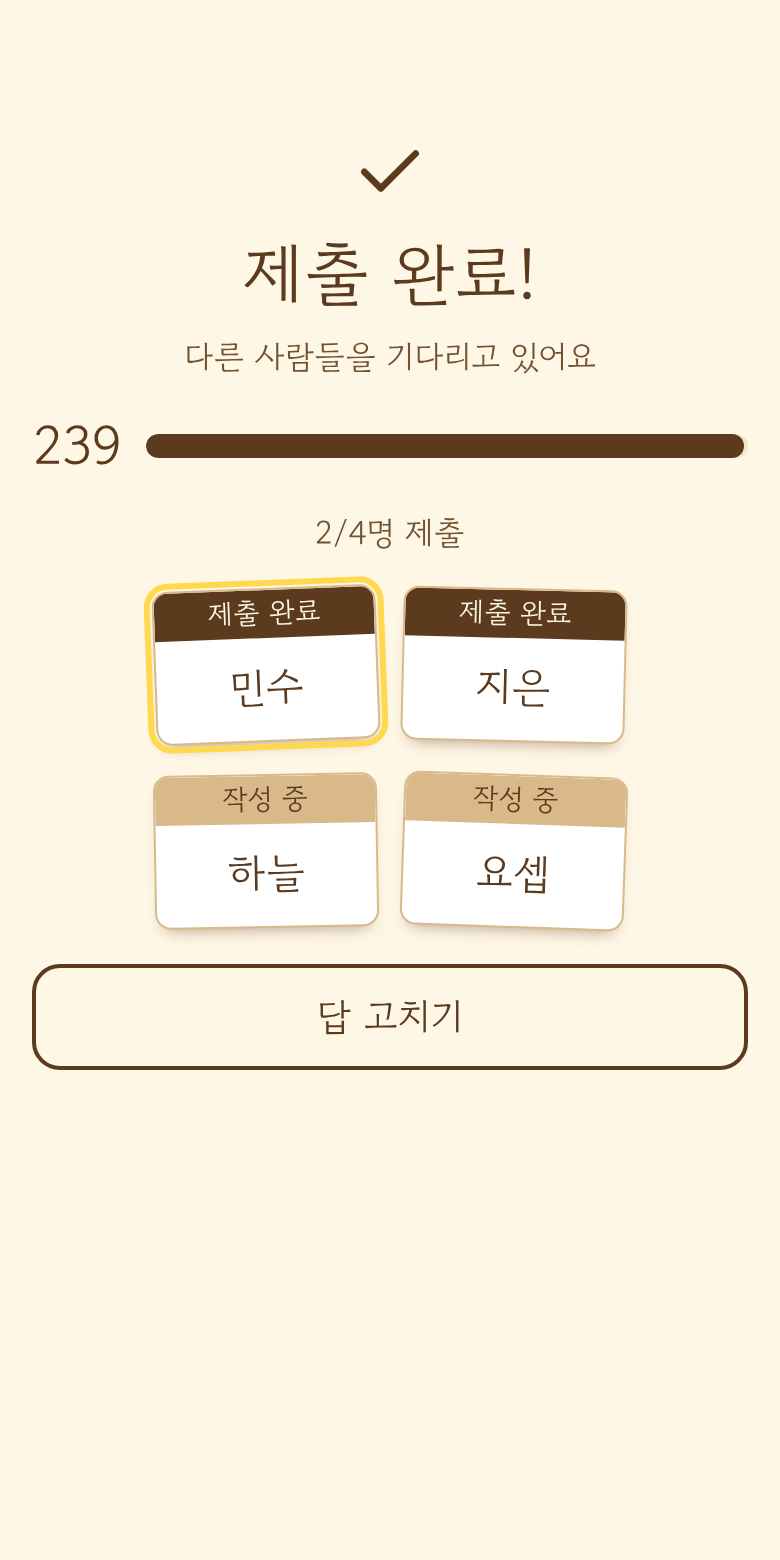 제출 완료!
다른 사람들을 기다리고 있어요
239
2/4명 제출
제출 완료
민수
제출 완료
지은
작성 중
하늘
작성 중
요셉
답 고치기